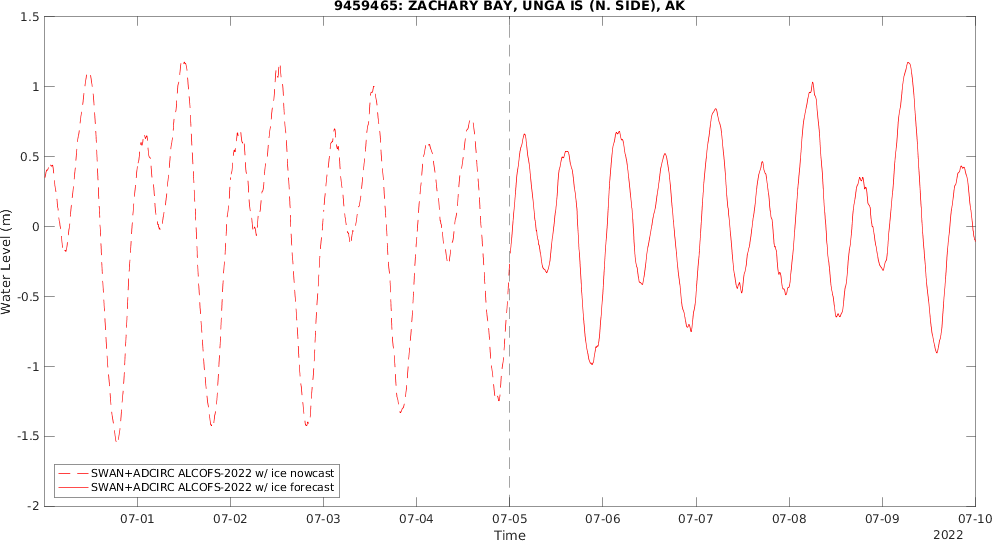 9459465: ZACHARY BAY, UNGA IS (N. SIDE), AK
1.5
1
0.5
0
-0.5
-1
-1.5
-2
Water Level (m)
SWAN+ADCIRC ALCOFS-2022 w/ ice nowcast
SWAN+ADCIRC ALCOFS-2022 w/ ice forecast
07-01 07-02 07-03 07-04 07-05 07-06 07-07 07-08 07-09 07-10
Time
2022